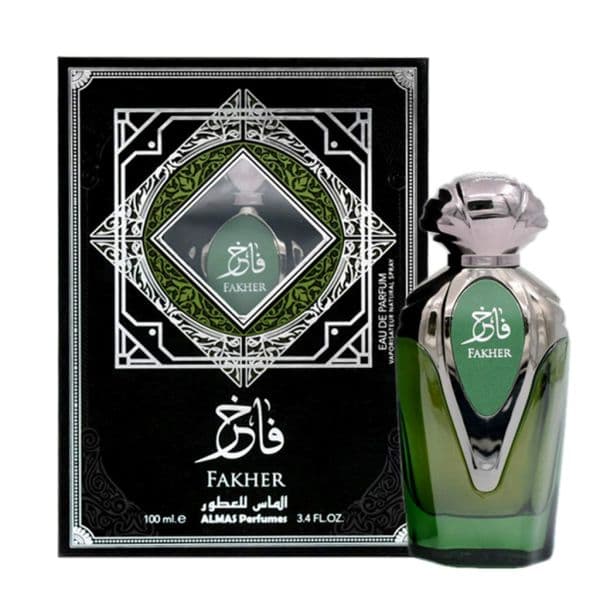 فاخر
FAKHER
EAU DE PARFUM
VAPORISATEUR NATURAL SPRAY
فاخر
FAKHER
الماس للعطور
100 ml.e ALMAS Perfumes 3.4 FL.OZ.
فاخر
FAKHER